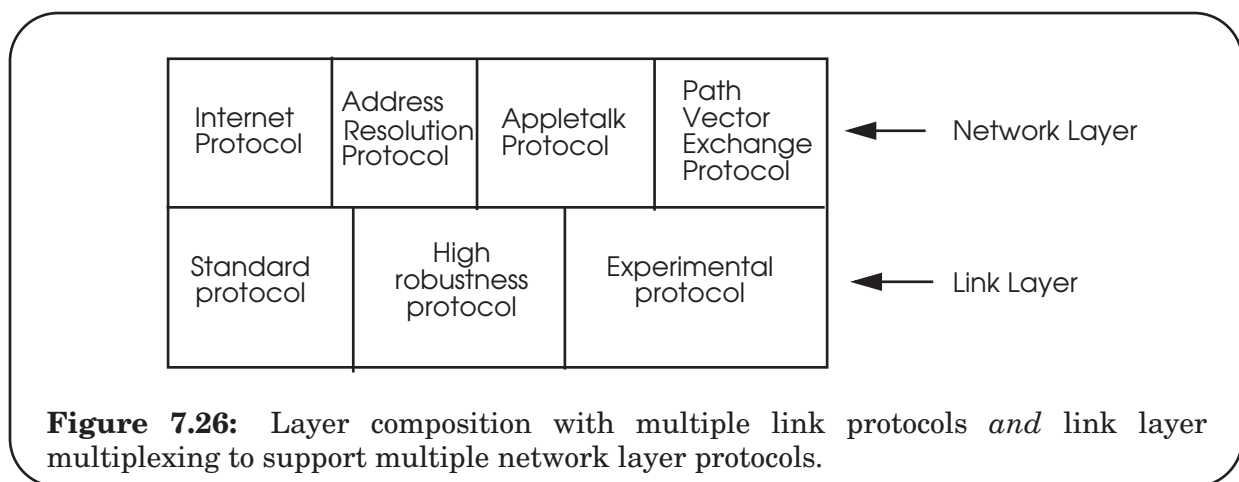 Internet
Protocol
Address
Resolution
Protocol
Appletalk
Protocol
Path
Vector
Exchange
Protocol
Network Layer
Standard
protocol
High
robustness
protocol
Experimental
protocol
Link Layer
Figure 7.26: Layer composition with multiple link protocols and link layer
multiplexing to support multiple network layer protocols.